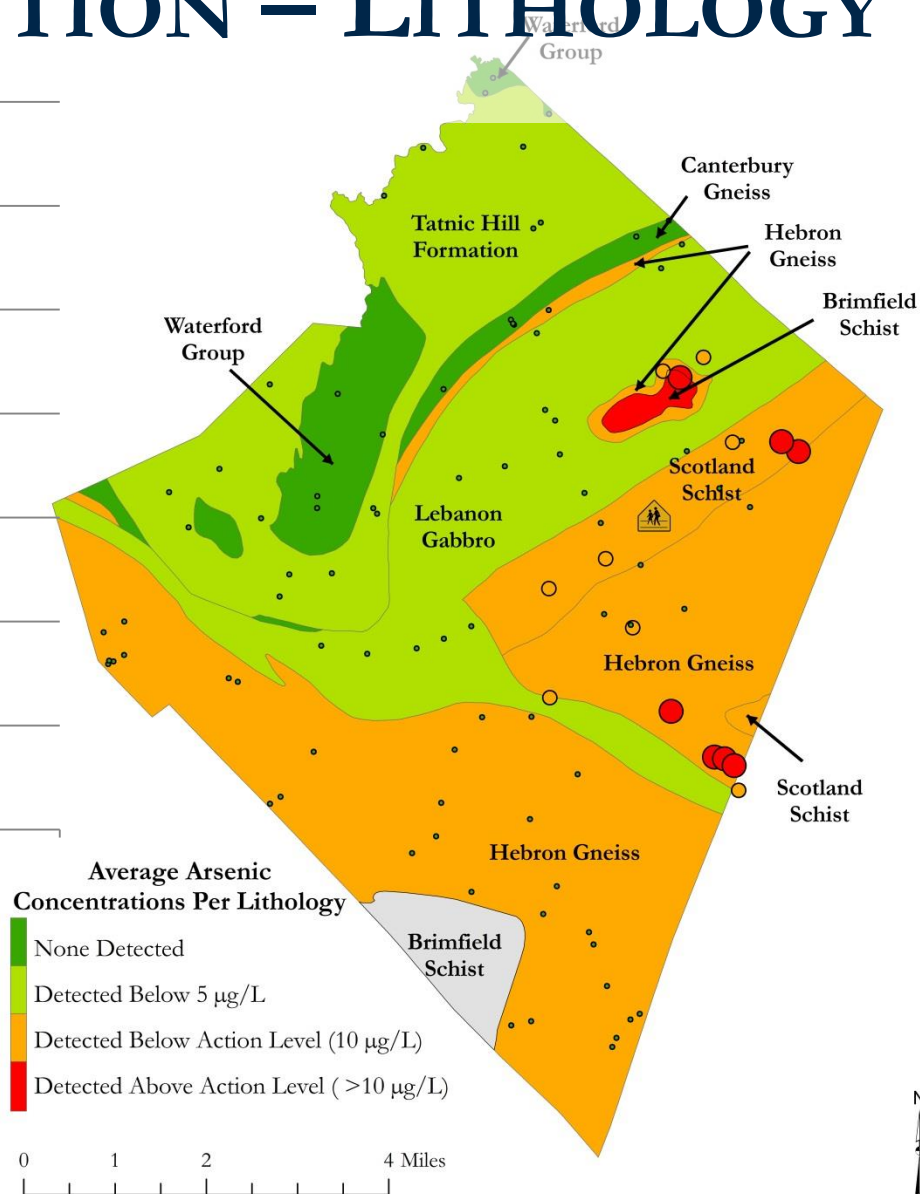 TION – LITHOLOGY
Waterford
Group
Canterbury
Gneiss
Tatnic Hill
Formation
Hebron
Gneiss
Brimfield
Schist
Waterford
Group
Scotland
Schist
Lebanon
Gabbro
Hebron Gneiss
Scotland
Schist
Hebron Gneiss
Brimfield
Schist
Average Arsenic
Concentrations Per Lithology
None Detected
Detected Below 5 µg/L
Detected Below Action Level (10 µg/L)
Detected Above Action Level ( >10 µg/L)
0 1 2 4 Miles
N